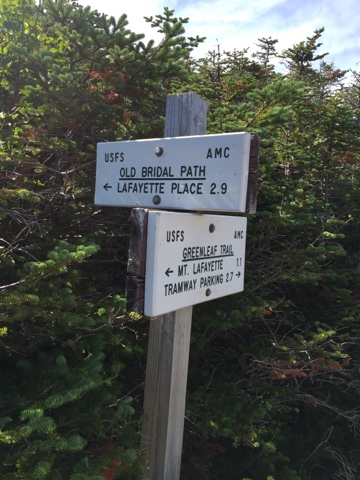 USFS AMC
OLD BRIDAL PATH
← LAFAYETTE PLACE 2.9
USFS AMC
GREENLEAF TRAIL
← MT. LAFAYETTE 1.1
TRAMWAY PARKING 2.7 →